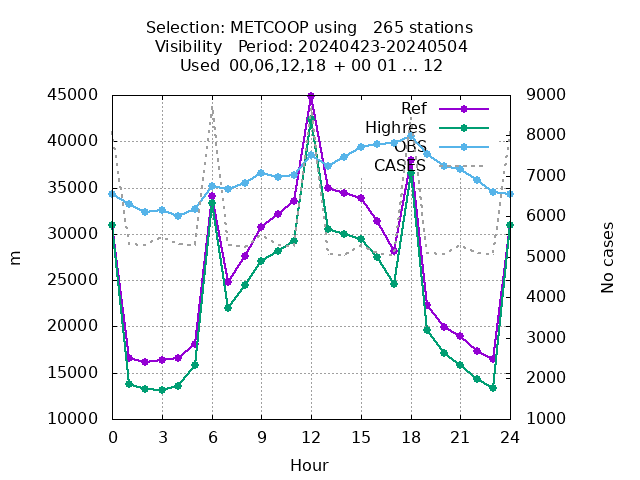 Selection: METCOOP using   265 stations
Visibility   Period: 20240423-20240504
Used  00,06,12,18 + 00 01 ... 12
45000 9000
Ref
Highres
OBS
CASES
40000 8000
35000 7000
30000 6000
25000 5000
20000 4000
15000 3000
10000 2000
1000
m
No cases
0 3 6 9 12 15 18 21 24
Hour